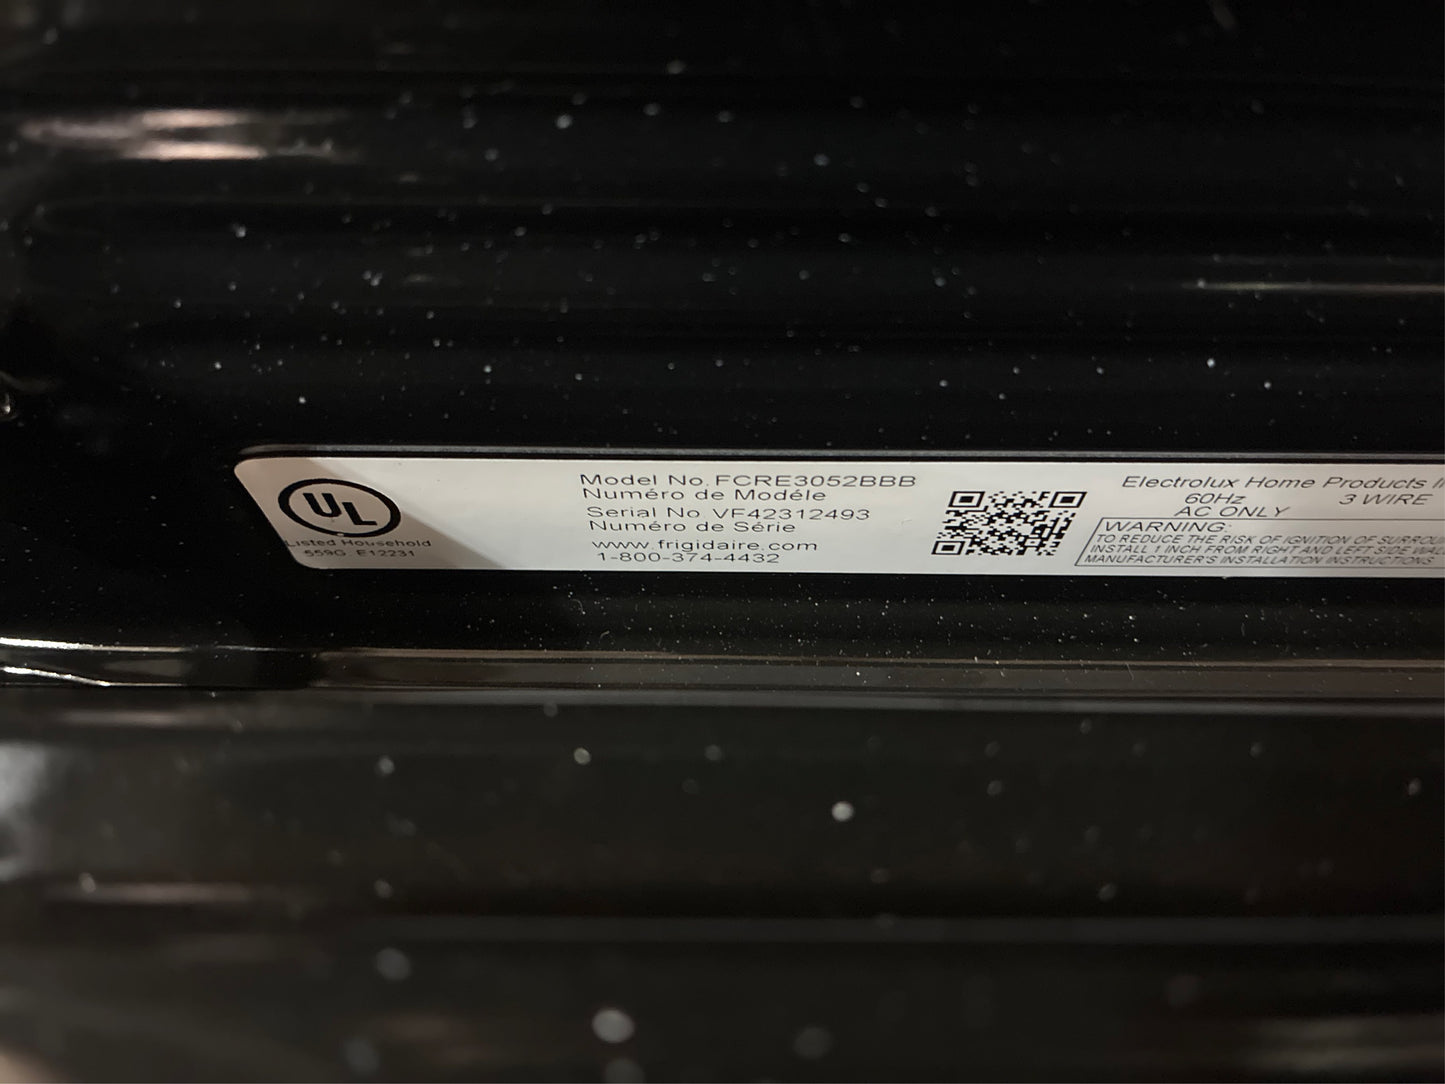 UL
Listed Household
559G E12231
Model No. FCRE3052BBB
Numéro de Modéle
Serial No. VF42312493
Numéro de Série
www.frigidaire.com
1-800-374-4432
Electrolux Home Products
60Hz 3 WIRE
AC ONLY
WARNING:
TO REDUCE THE RISK OF IGNITION OF
INSTALL 1 INCH FROM RIGHT AND LEFT SIDE
MANUFACTURER'S INSTALLATION INSTRUCTIONS